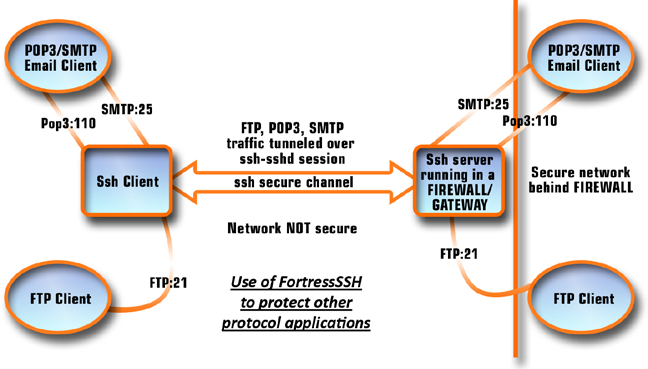 POP3/SMTP
Email Client
SMTP:25
Pop3:110
Ssh Client
FTP:21
FTP Client
FTP, POP3, SMTP
traffic tunneled over
ssh-sshd session
ssh secure channel
Network NOT secure
Use of FortressSSH
to protect other
protocol applications
POP3/SMTP
Email Client
SMTP:25
Pop3:110
Ssh server
running in a
FIREWALL/
GATEWAY
Secure network
behind FIREWALL
FTP:21
FTP Client